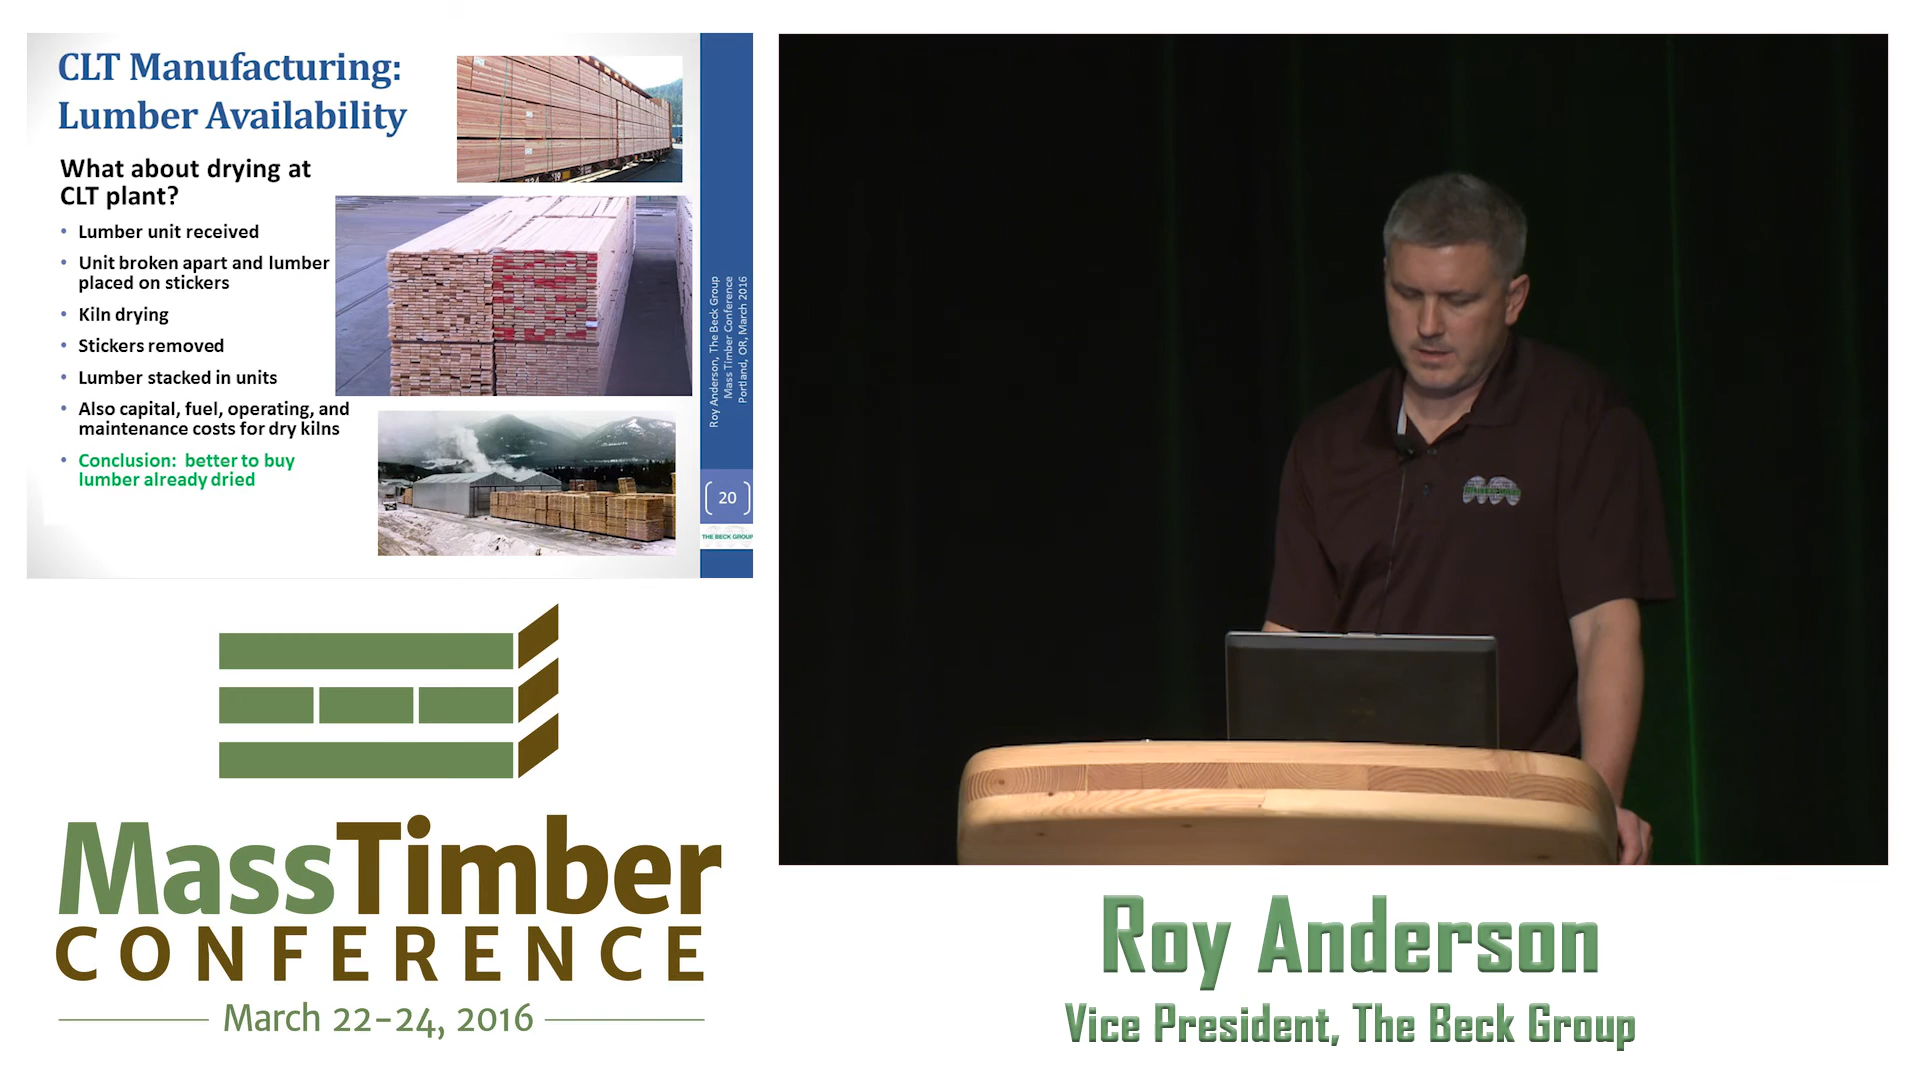 CLT Manufacturing:
Lumber Availability
What about drying at
CLT plant?
• Lumber unit received
• Unit broken apart and lumber
placed on stickers
• Kiln drying
• Stickers removed
• Lumber stacked in units
• Also capital, fuel, operating, and
maintenance costs for dry kilns
• Conclusion: better to buy
lumber already dried
Roy Anderson, The Beck Group
Mass Timber Conference
Portland, OR, March 2016
20
THE BECK GROUP
MassTimber
CONFERENCE
March 22-24, 2016
Roy Anderson
Vice President, The Beck Group